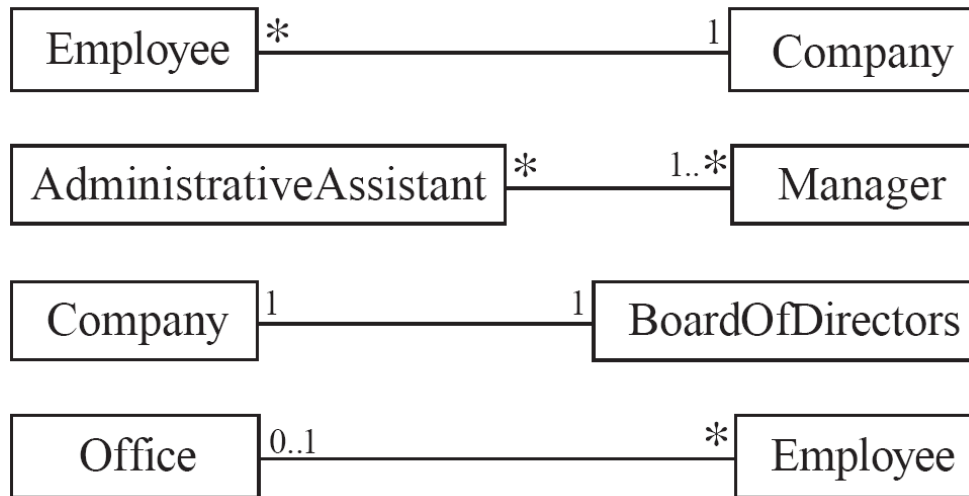 Employee * 1 Company
AdministrativeAssistant * 1..* Manager
Company 1 1 BoardOfDirectors
Office 0..1 * Employee